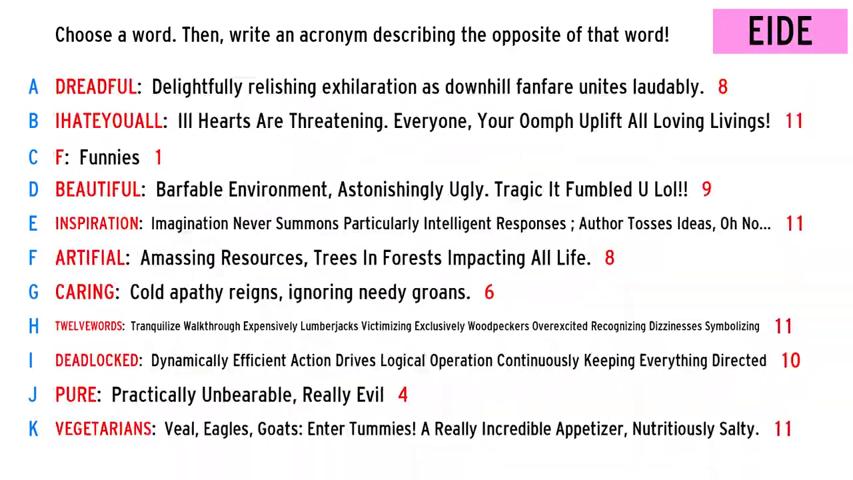 Choose a word. Then, write an acronym describing the opposite of that word!
EIDE
A DREADFUL: Delightfully relishing exhilaration as downhill fanfare unites laudably. 8
B IHATEYOUALL: Ill Hearts Are Threatening. Everyone, Your Oomph Uplift All Loving Livings! 11
C F: Funnies 1
D BEAUTIFUL: Barfable Environment, Astonishingly Ugly. Tragic It Fumbled U Lol!! 9
E INSPIRATION: Imagination Never Summons Particularly Intelligent Responses ; Author Tosses Ideas, Oh No... 11
F ARTIFIAL: Amassing Resources, Trees In Forests Impacting All Life. 8
G CARING: Cold apathy reigns, ignoring needy groans. 6
H TWELVEWORDS: Tranquilize Walkthrough Expensively Lumberjacks Victimizing Exclusively Woodpeckers Overexcited Recognizing Dizzinesses Symbolizing 11
I DEADLOCKED: Dynamically Efficient Action Drives Logical Operation Continuously Keeping Everything Directed 10
J PURE: Practically Unbearable, Really Evil 4
K VEGETARIANS: Veal, Eagles, Goats: Enter Tummies! A Really Incredible Appetizer, Nutritiously Salty. 11